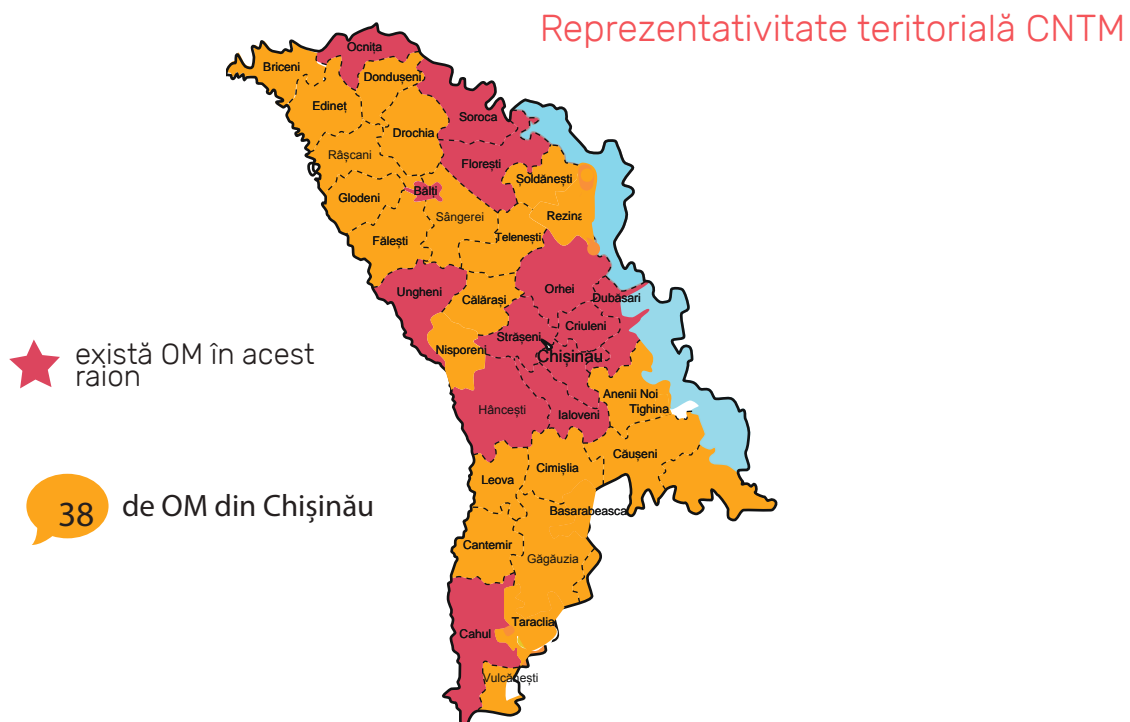 Reprezentativitate teritorială CNTM
Ocnița
Briceni
Dondușeni
Edineț
Soroca
Drochia
Râșcani
Florești
Șoldănești
Bălți
Glodeni
Sângerei
Rezina
Fălești
Telenești
Ungheni
Orhei
Călărași
Dubăsari
Criuleni
Strășeni
Nisporeni
Chișinău
există OM în acest
raion
Anenii Noi
Hâncești
Ialoveni
Tighina
Căușeni
Cimișlia
Leova
38 de OM din Chișinău
Basarabeasca
Cantemir
Găgăuzia
Taraclia
Cahul
Vulcănești